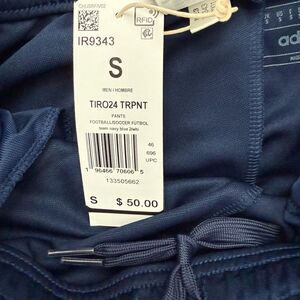 RFID
IR9343
S
MEN / HOMBRE
TIRO24 TRPNT
PANTS
FOOTBALL/SOCCER FUTBOL
team navy blue 2/wht
46
696
UPC
1 96466 70606 5
133505662
S $ 50.00